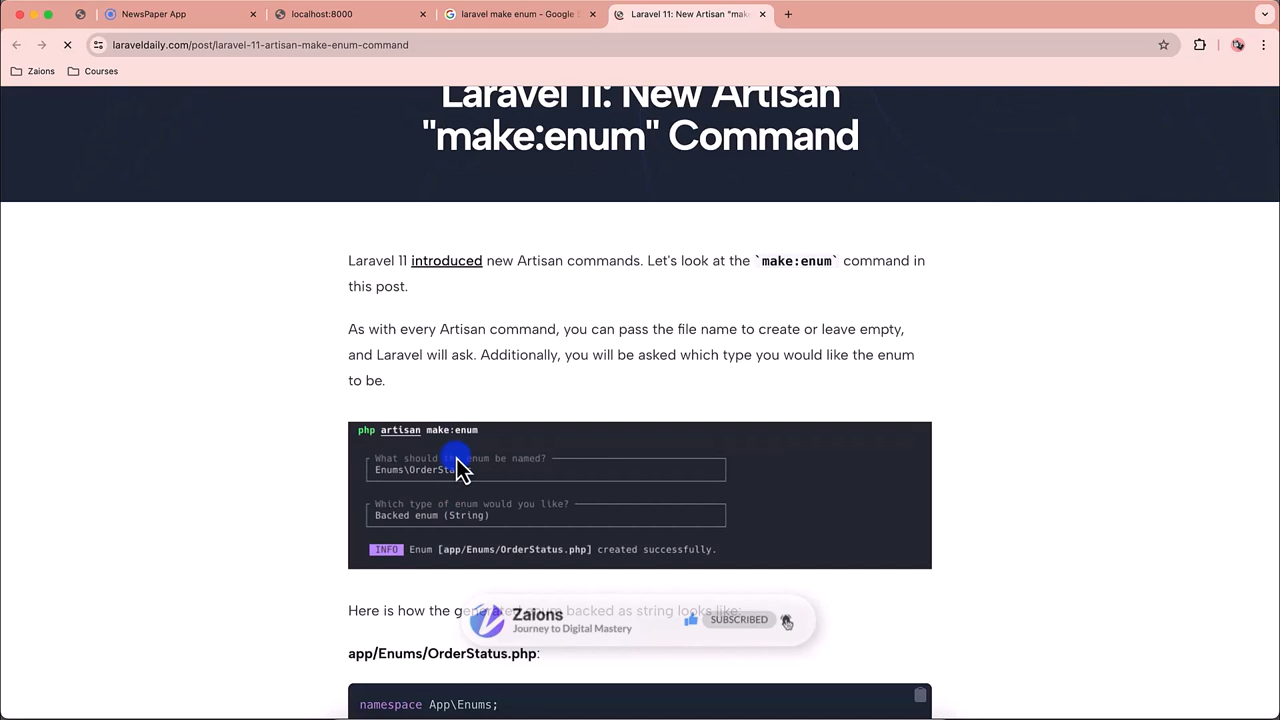 NewsPaper App
localhost:8000
laravel make enum - Google
Laravel 11: New Artisan "mak
laraveldaily.com/post/laravel-11-artisan-make-enum-command
Zaions
Courses
Laravel 11: New Artisan
"make:enum" Command
Laravel 11 introduced new Artisan commands. Let's look at the `make:enum` command in
this post.
As with every Artisan command, you can pass the file name to create or leave empty,
and Laravel will ask. Additionally, you will be asked which type you would like the enum
to be.
php artisan make:enum
What should the enum be named?
Enums\OrderSta
Which type of enum would you like?
Backed enum (String)
INFO Enum [app/Enums/OrderStatus.php] created successfully.
Here is how the generated enum backed as string looks like:
Zaions
Journey to Digital Mastery
SUBSCRIBED
app/Enums/OrderStatus.php:
namespace App\Enums;